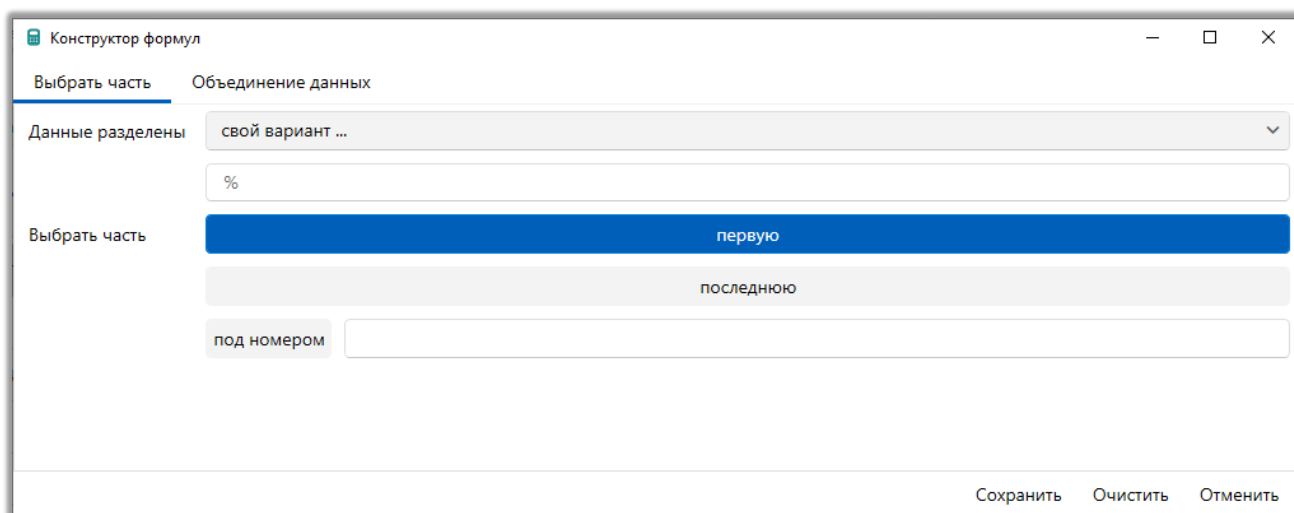 Конструктор формул
Выбрать часть Объединение данных
Данные разделены свой вариант ...
%
Выбрать часть первую
последнюю
под номером
Сохранить Очистить Отменить